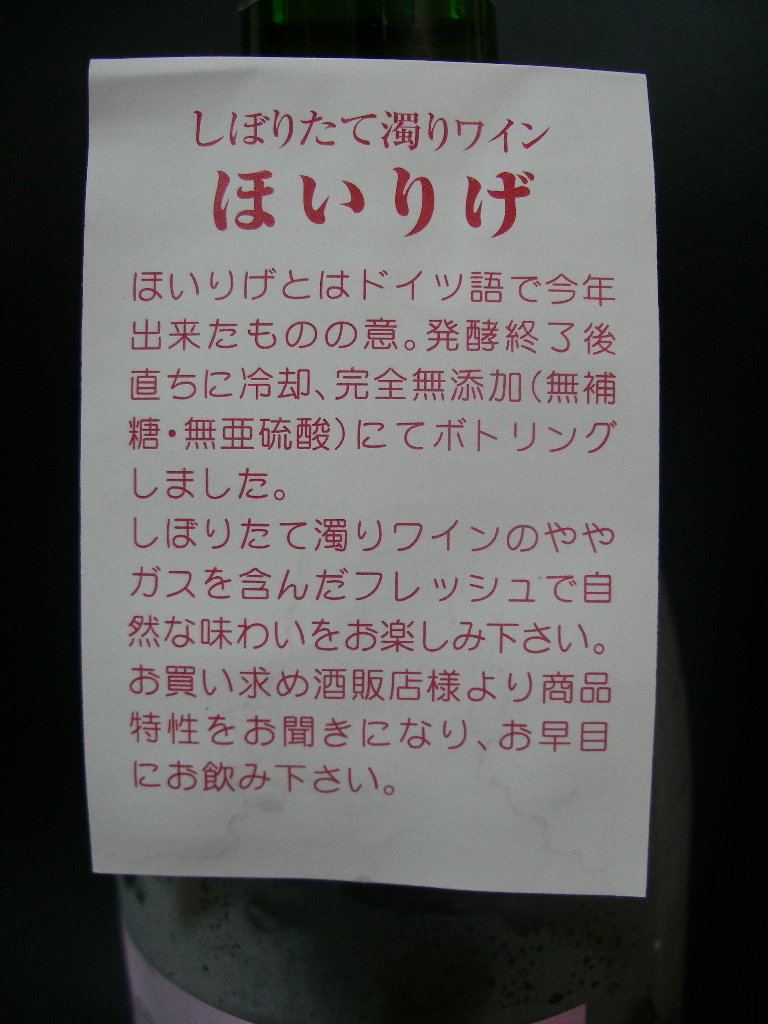 しぼりたて濁りワイン
ほいりげ
ほいりげとはドイツ語で今年
出来たものの意。発酵終了後
直ちに冷却、完全無添加(無補
糖・無亜硫酸)にてボトリング
しました。
しぼりたて濁りワインのやや
ガスを含んだフレッシュで自
然な味わいをお楽しみ下さい。
お買い求め酒販店様より商品
特性をお聞きになり、お早目
にお飲み下さい。